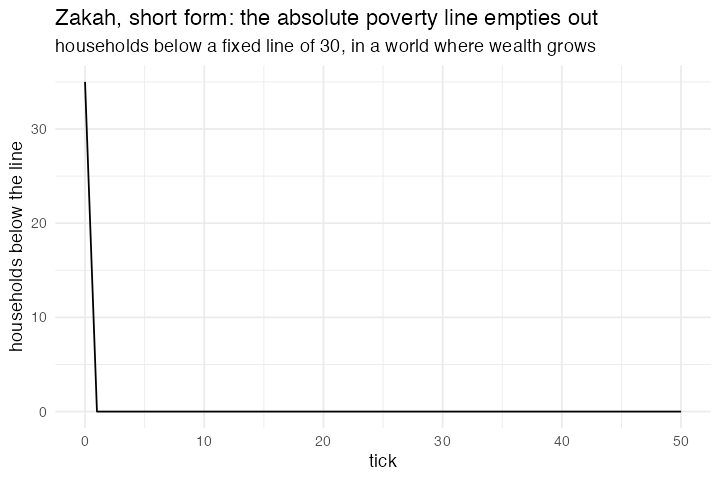 Zakah, short form: the absolute poverty line empties out
households below a fixed line of 30, in a world where wealth grows
households below the line
30
20
10
0
0 10 20 30 40 50
tick